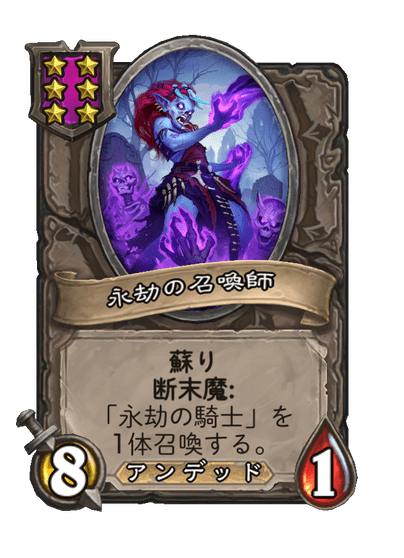 永劫の召喚師
蘇り
断末魔:
「永劫の騎士」を
1体召喚する。
8
アンデッド
1